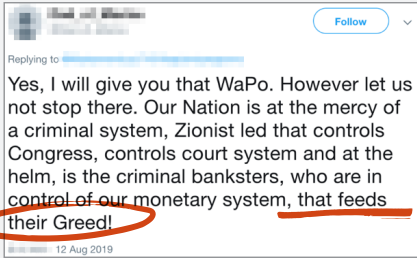 Follow
Replying to
Yes, I will give you that WaPo. However let us
not stop there. Our Nation is at the mercy of
a criminal system, Zionist led that controls
Congress, controls court system and at the
helm, is the criminal banksters, who are in
control of our monetary system, that feeds
their Greed!
12 Aug 2019